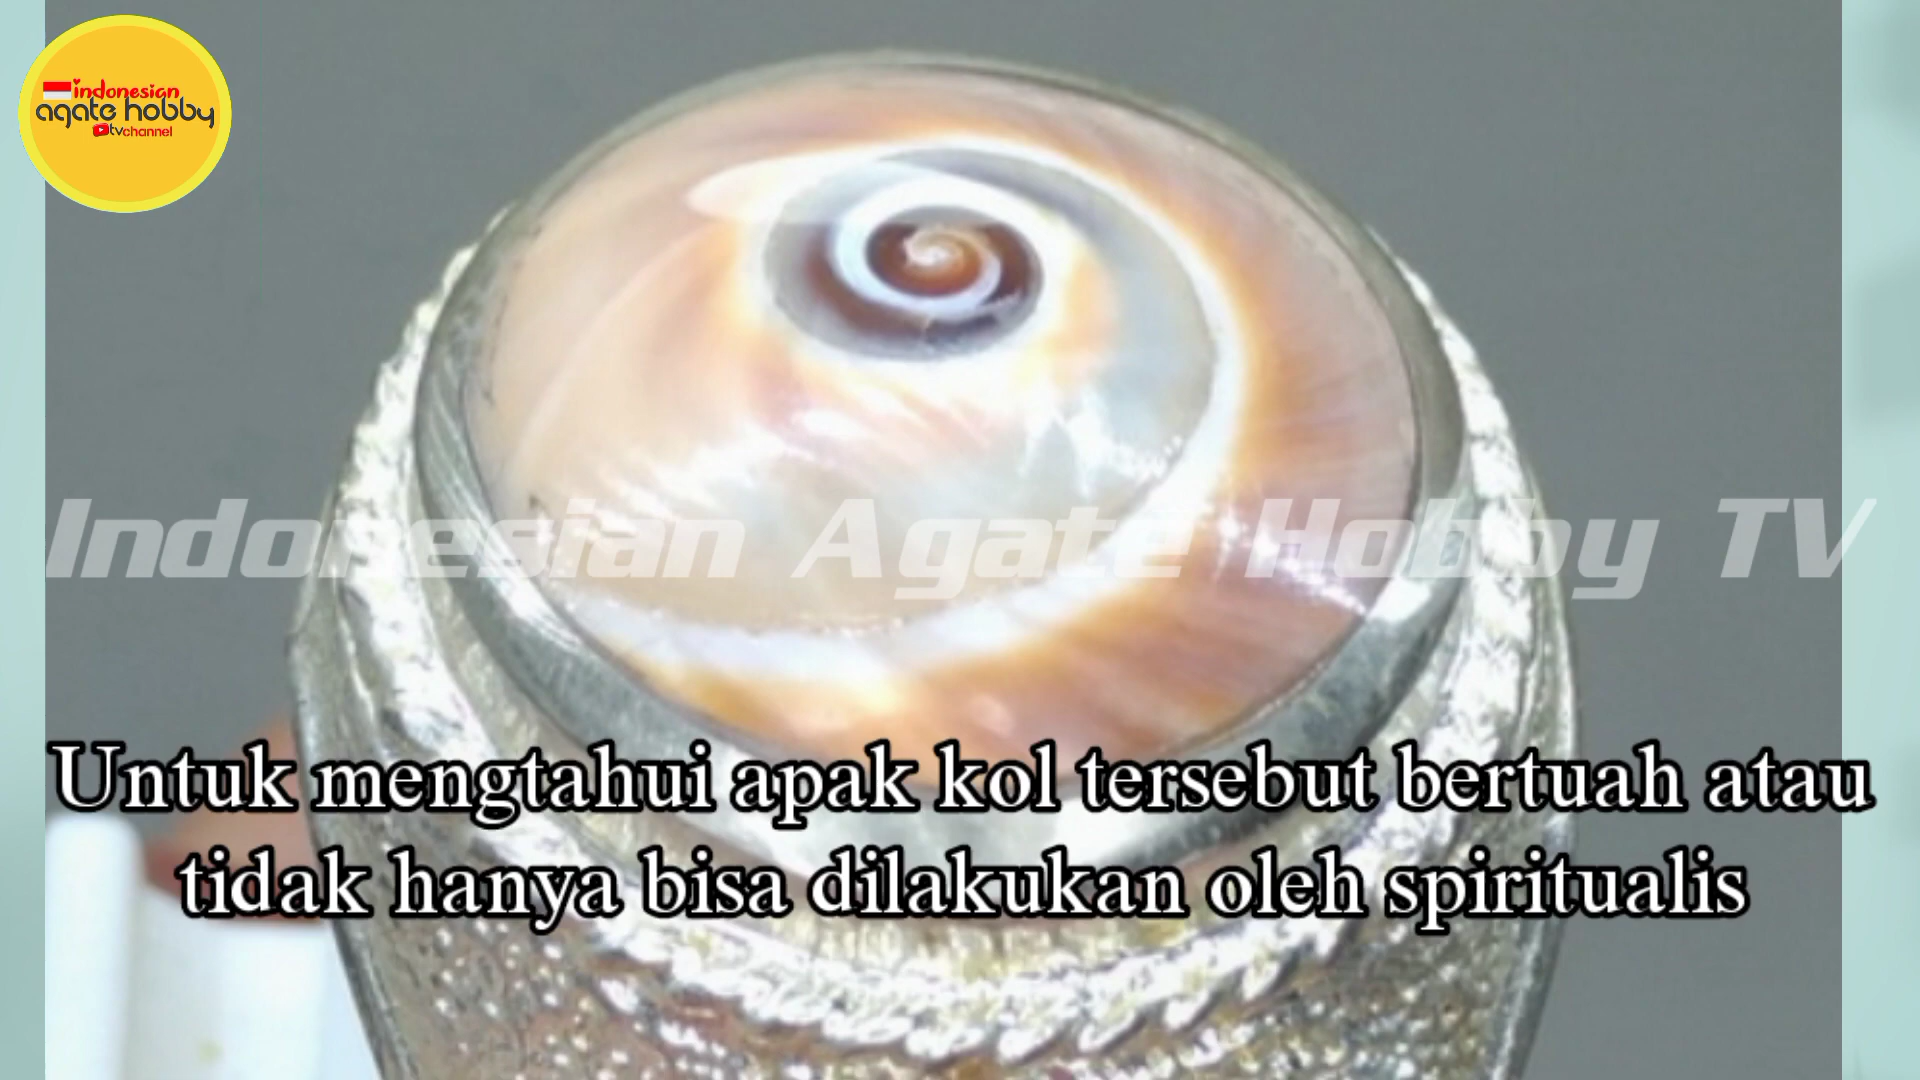 indonesian
agate hobby
tvchannel
Indonesian Agate Hobby TV
Untuk mengtahui apak kol tersebut bertuah atau
tidak hanya bisa dilakukan oleh spiritualis